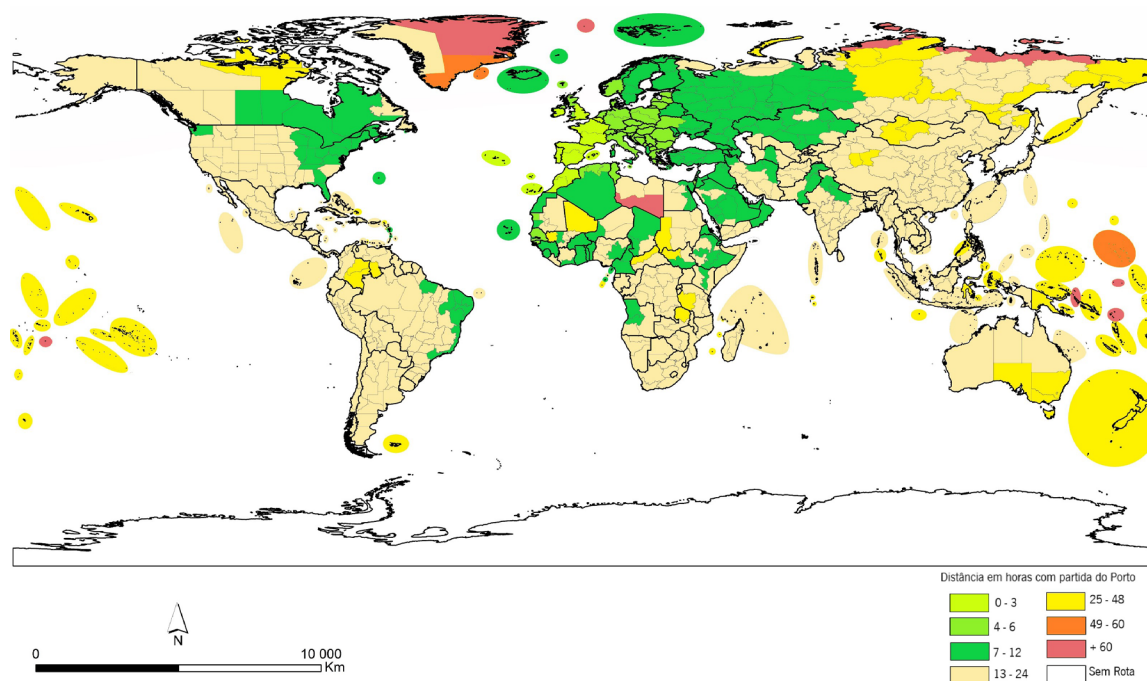 Distância em horas com partida do Porto
0 - 3
4 - 6
7 - 12
13 - 24
25 - 48
49 - 60
+ 60
Sem Rota
N
0 10 000
Km